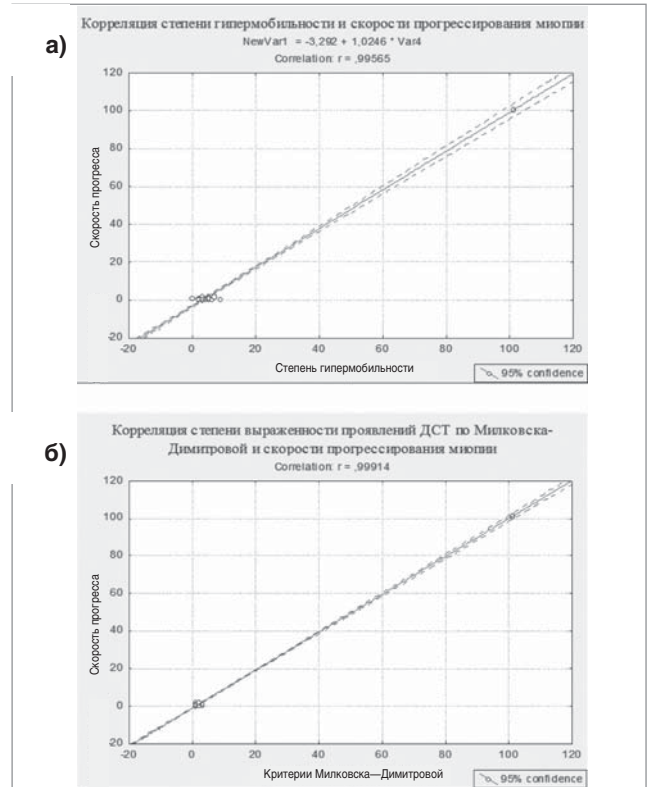 а)
Корреляция степени гипермобильности и скорости прогрессирования миопии
NewVar1 = -3,292 + 1,0246 * Var4
Correlation: r = ,99565
120
100
80
60
40
20
0
-20
Скорость прогресса
-20 0 20 40 60 80 100 120
Степень гипермобильности
95% confidence
б)
Корреляция степени выраженности проявлений ДСТ по Милковска-
Димитровой и скорости прогрессирования миопии
Correlation: r = ,99914
120
100
80
60
40
20
0
-20
Скорость прогресса
-20 0 20 40 60 80 100 120
Критерии Милковска—Димитровой
95% confidence